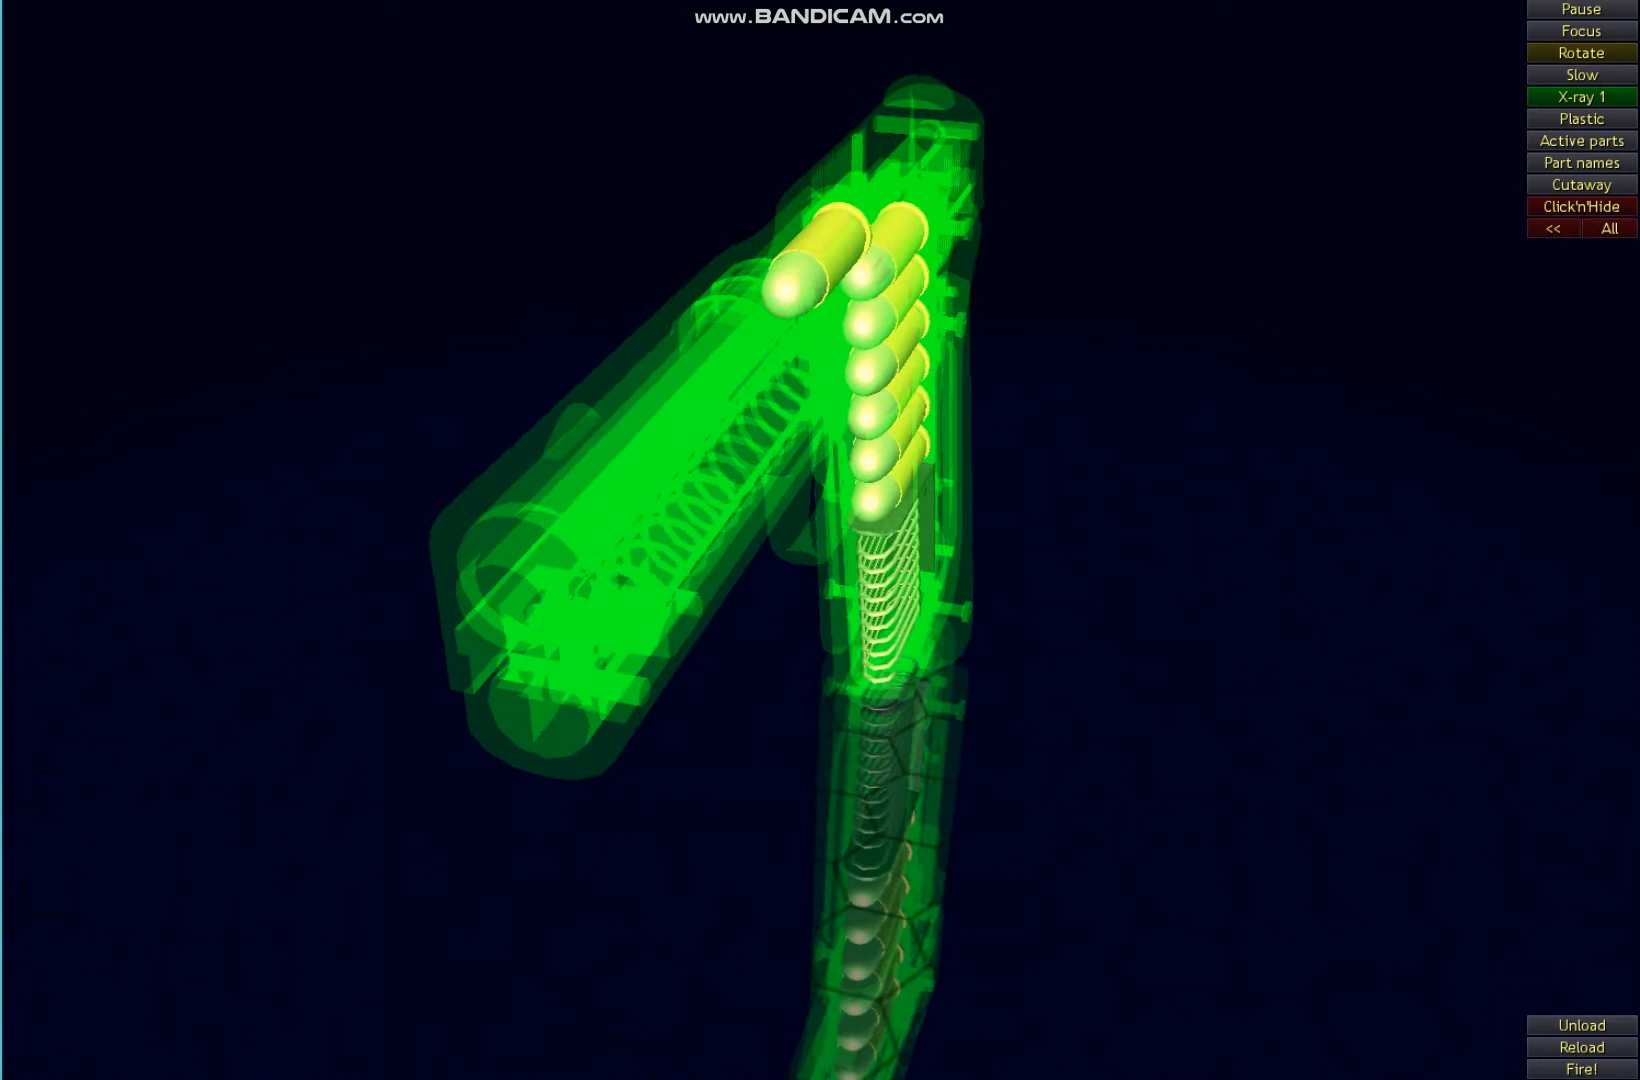 www.BANDICAM.com
Pause
Focus
Rotate
Slow
X-ray 1
Plastic
Active parts
Part names
Cutaway
Click'n'Hide
<< All
Unload
Reload
Fire!